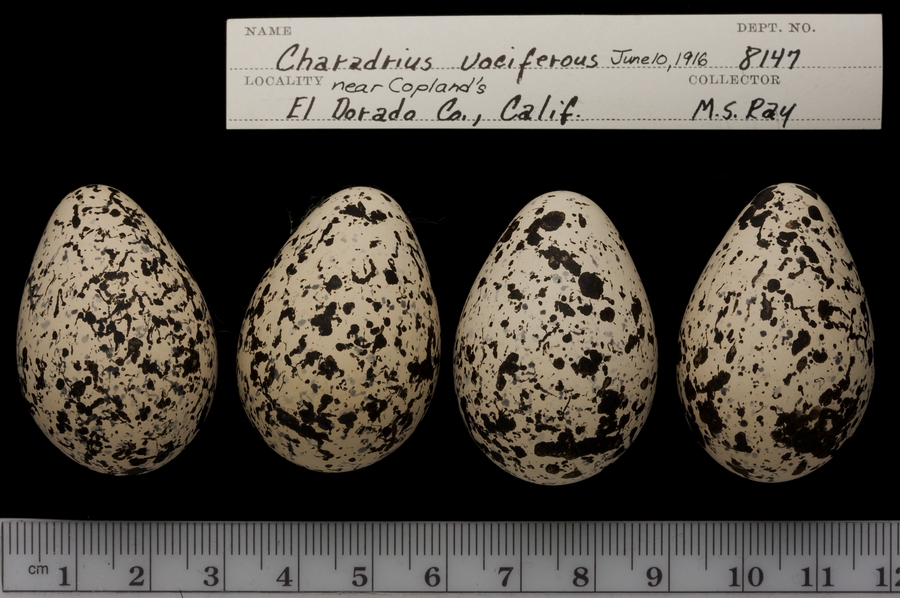 NAME DEPT. NO.
Charadrius vociferous June 10, 1916 8147
LOCALITY near Copland's COLLECTOR
El Dorado Co., Calif. M.S. Ray
cm 1 2 3 4 5 6 7 8 9 10 11 12